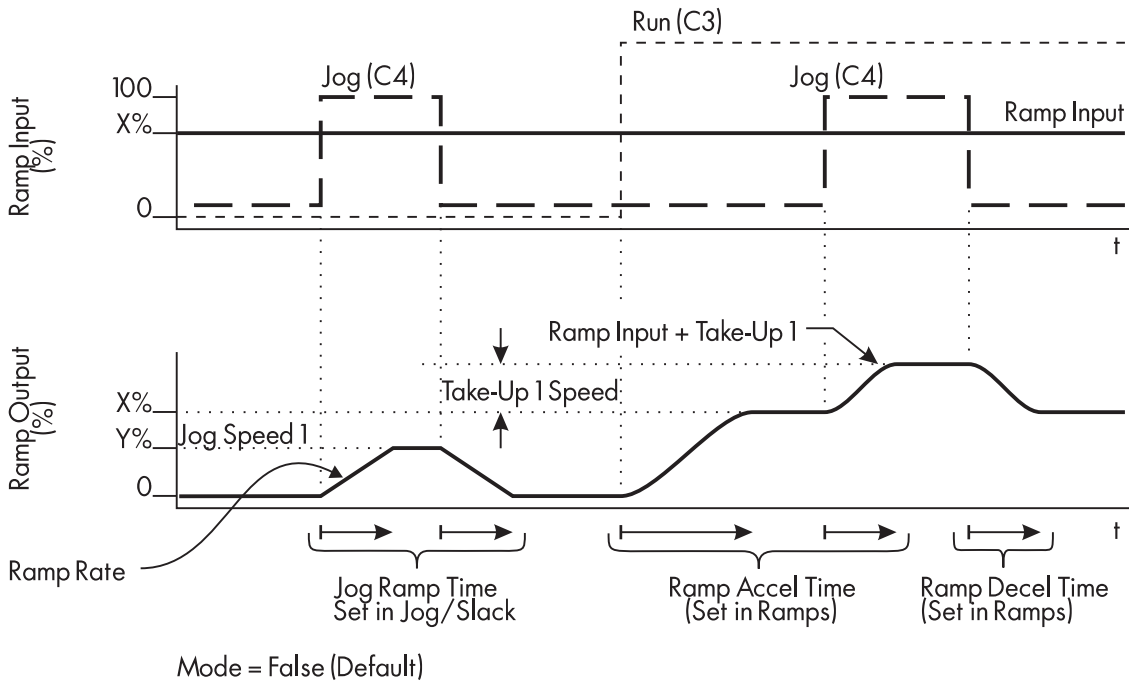 Run (C3)
Jog (C4)
Jog (C4)
100
X%
Ramp Input
0
Ramp Input
(%)
t
Ramp Input + Take-Up 1
Take-Up 1 Speed
X%
Y%
Jog Speed 1
0
Ramp Output
(%)
t
Ramp Rate
Jog Ramp Time
Set in Jog/Slack
Ramp Accel Time
(Set in Ramps)
Ramp Decel Time
(Set in Ramps)
Mode = False (Default)